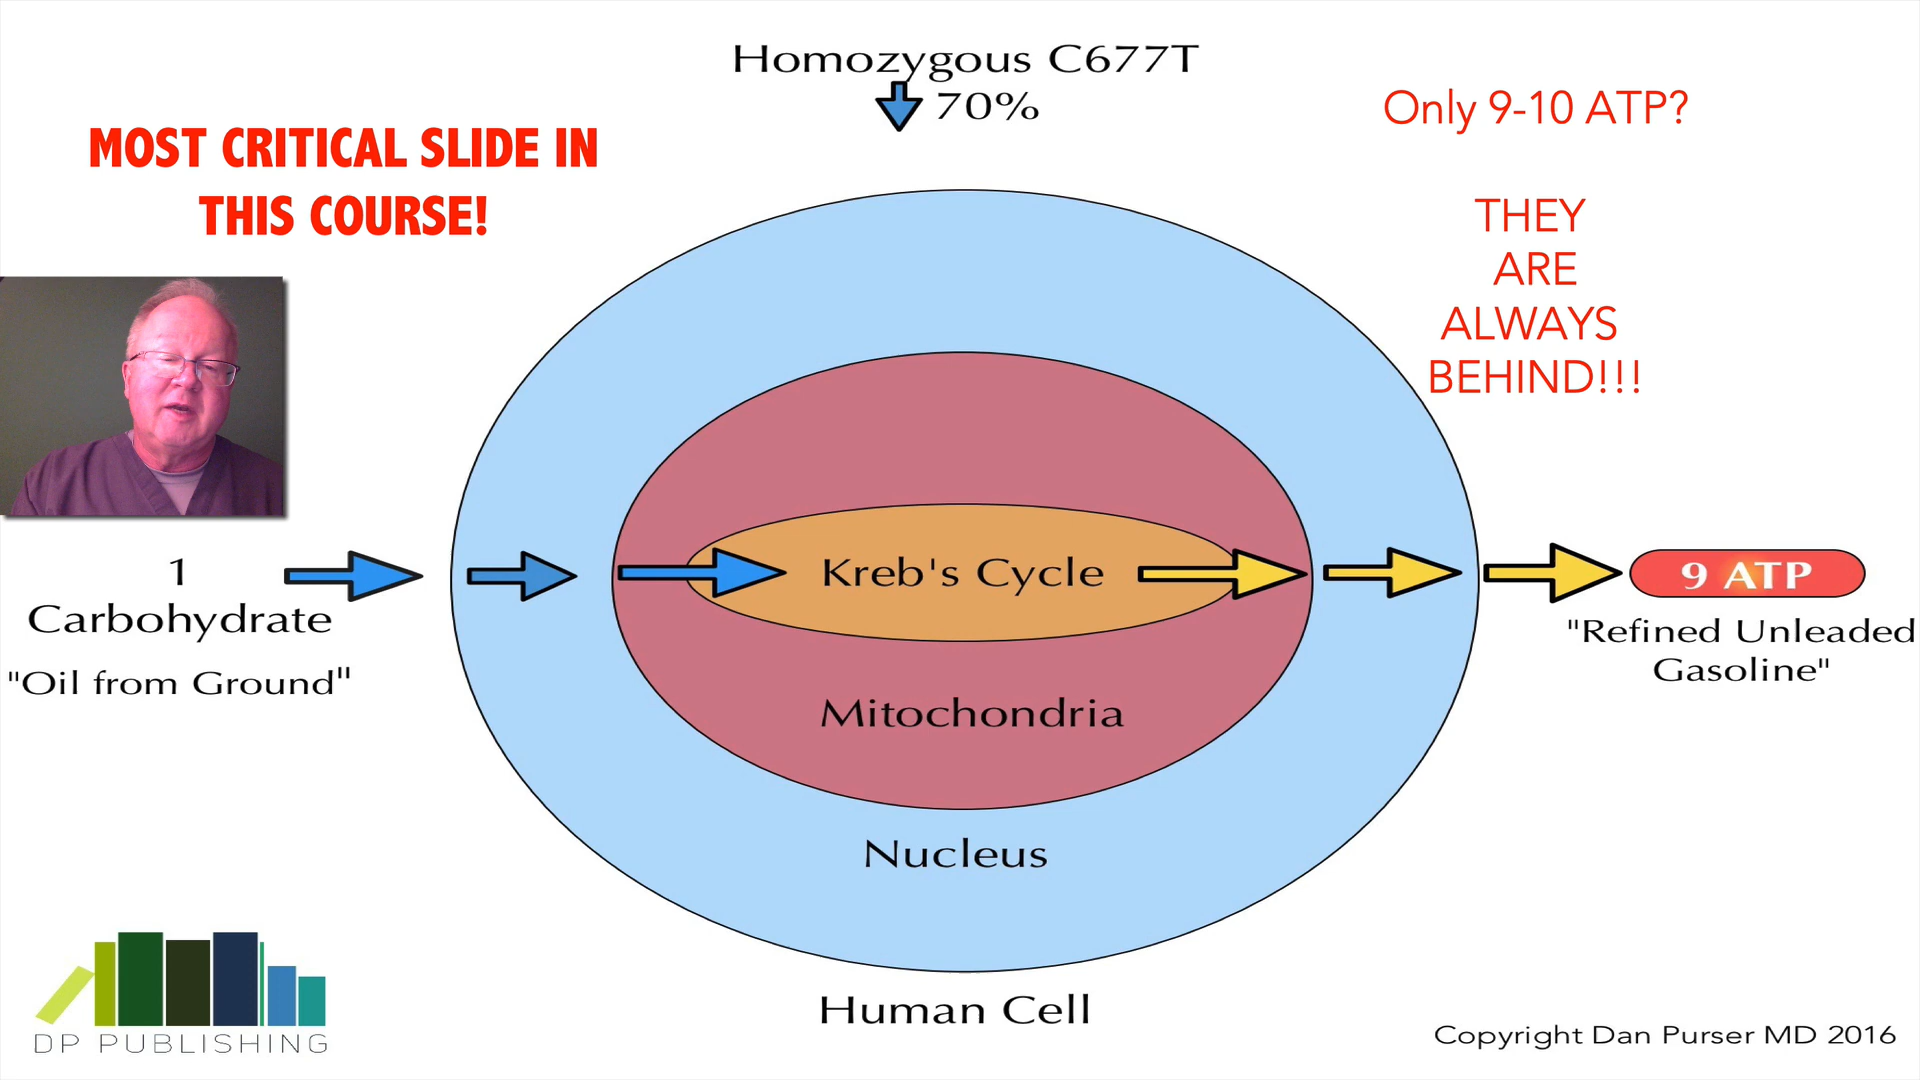 Homozygous C677T
70%
MOST CRITICAL SLIDE IN
THIS COURSE!
Only 9-10 ATP?
THEY
ARE
ALWAYS
BEHIND!!!
1
Carbohydrate
"Oil from Ground"
Kreb's Cycle
Mitochondria
Nucleus
Human Cell
9 ATP
"Refined Unleaded
Gasoline"
DP PUBLISHING
Copyright Dan Purser MD 2016